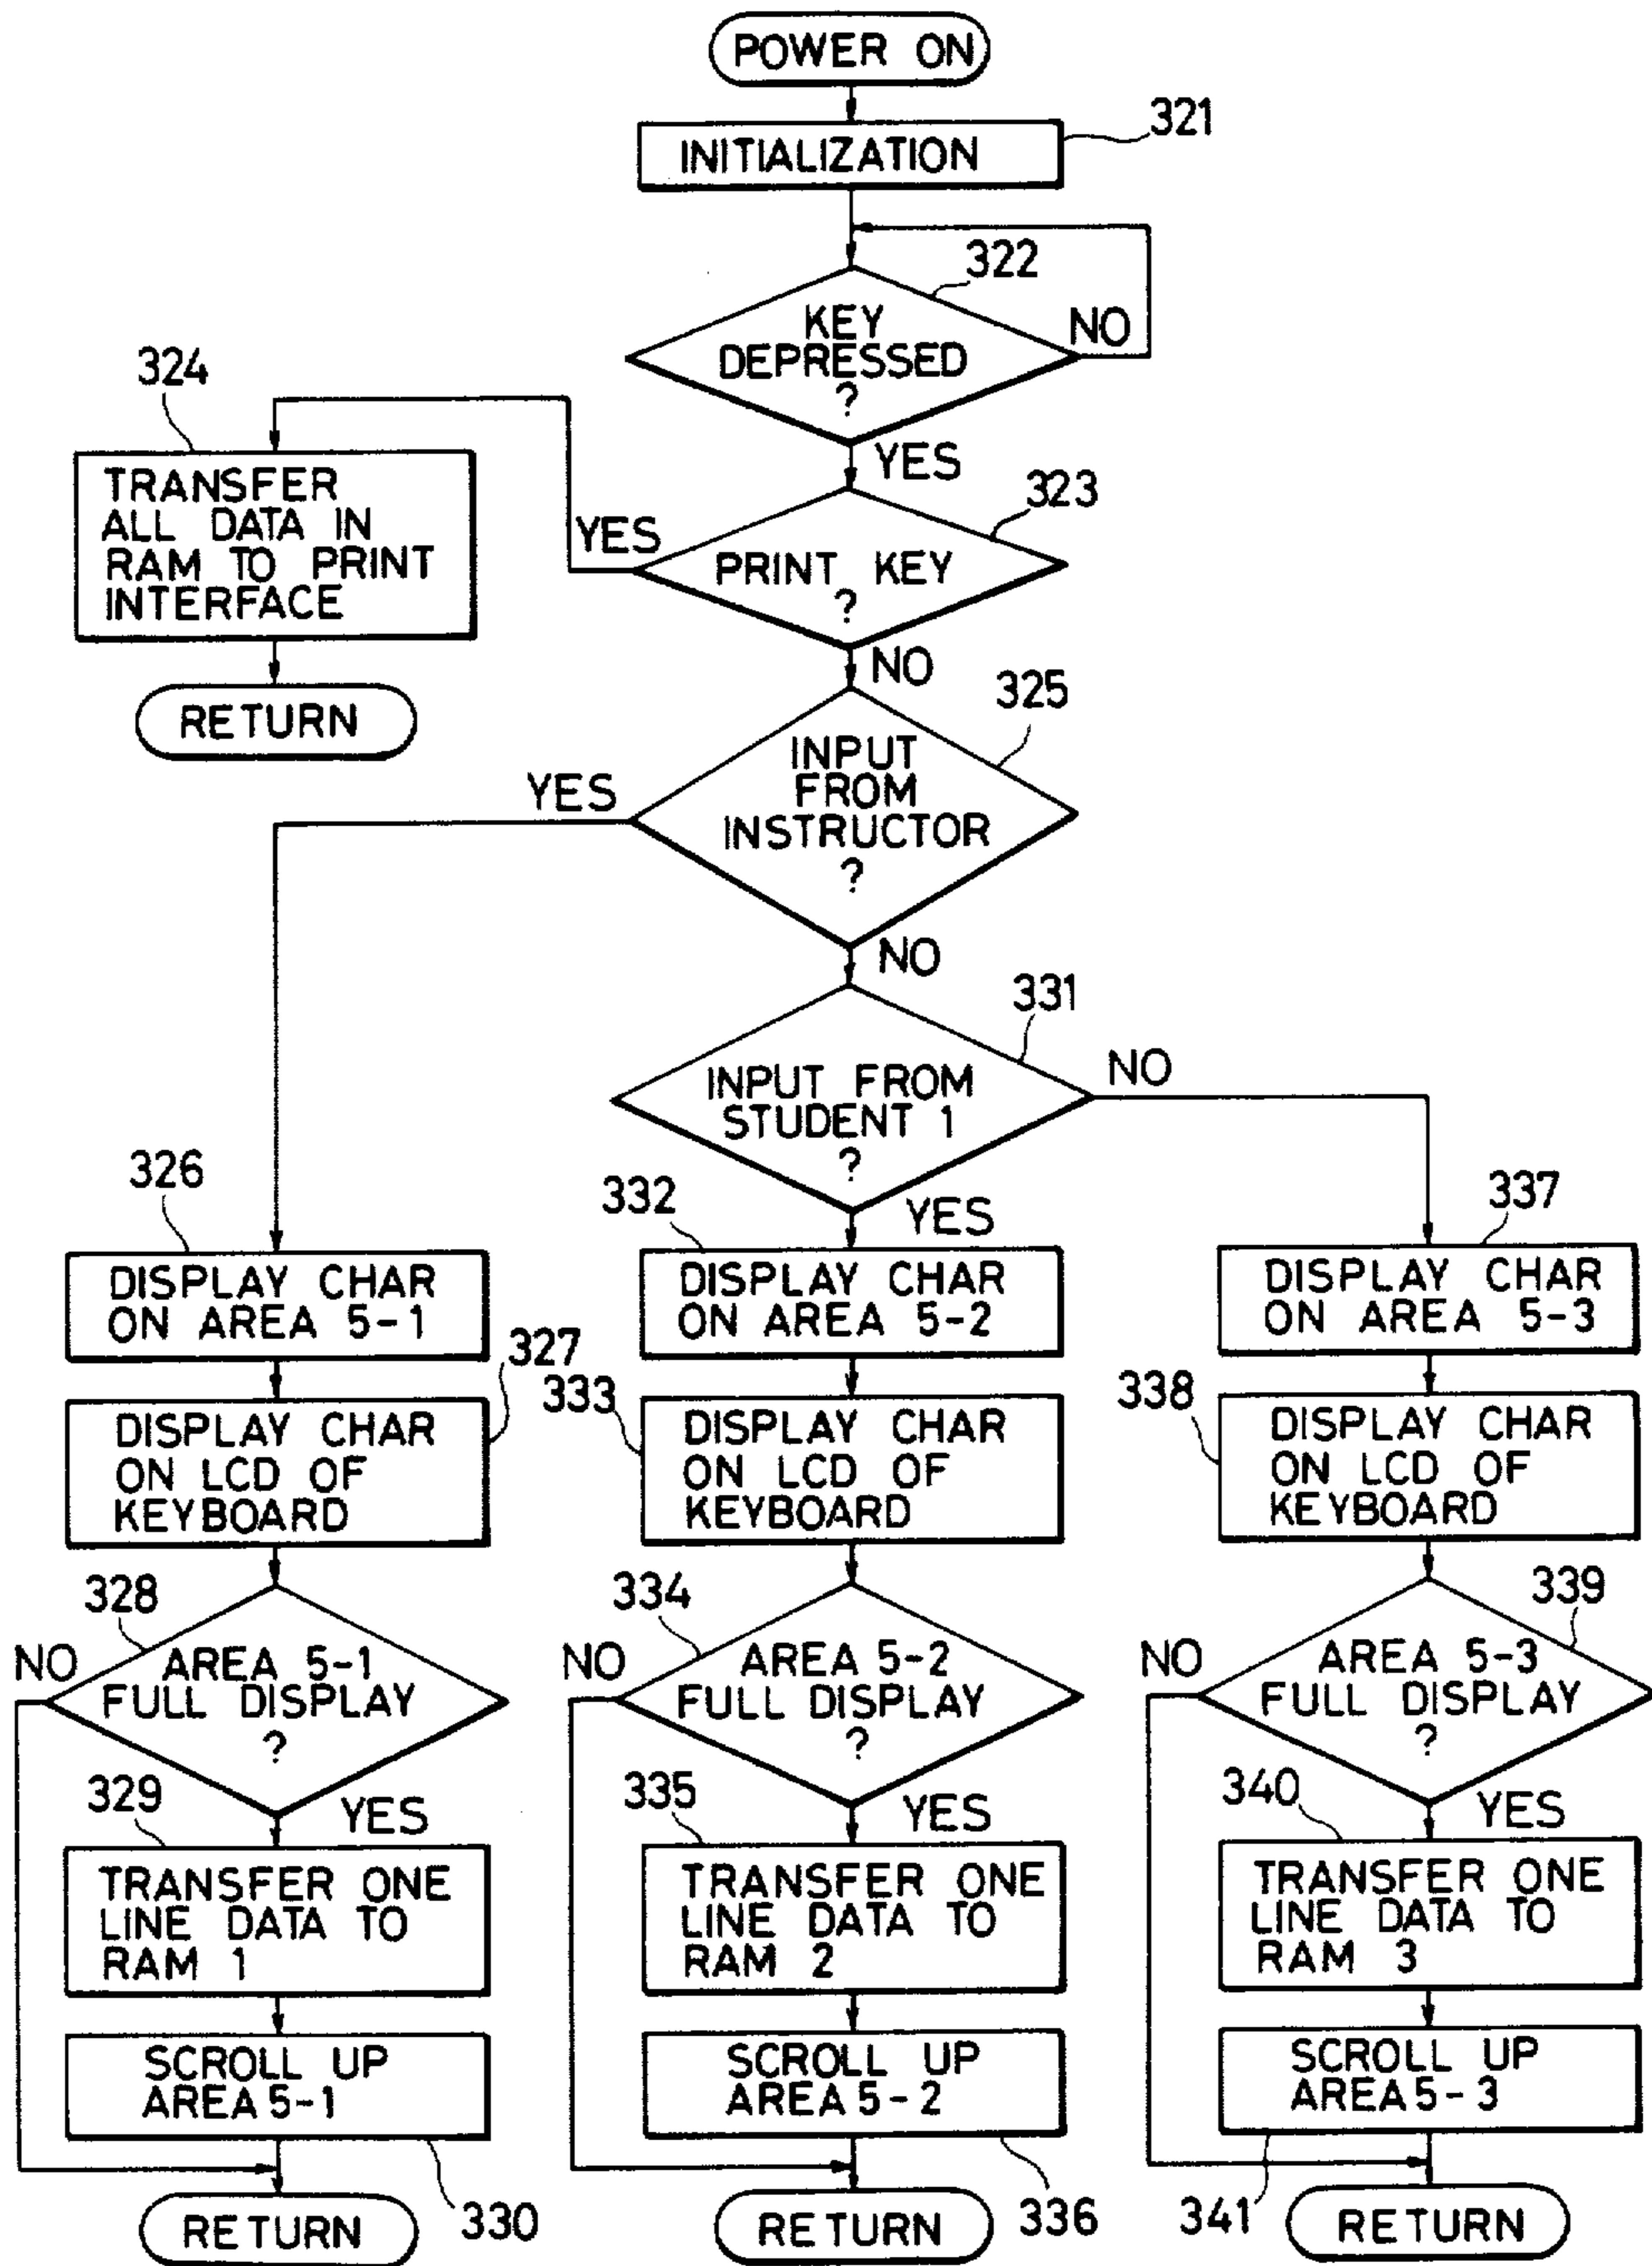 POWER ON
321
INITIALIZATION
322
KEY
DEPRESSED
?
NO
YES
324
323
TRANSFER
ALL DATA IN
RAM TO PRINT
INTERFACE
YES
PRINT KEY
?
NO
RETURN
325
INPUT
FROM
INSTRUCTOR
?
YES
NO
331
INPUT FROM
STUDENT 1
?
NO
YES
326
332
337
DISPLAY CHAR
ON AREA 5-1
DISPLAY CHAR
ON AREA 5-2
DISPLAY CHAR
ON AREA 5-3
327
333
338
DISPLAY CHAR
ON LCD OF
KEYBOARD
DISPLAY CHAR
ON LCD OF
KEYBOARD
DISPLAY CHAR
ON LCD OF
KEYBOARD
328
334
339
NO
AREA 5-1
FULL DISPLAY
?
NO
AREA 5-2
FULL DISPLAY
?
NO
AREA 5-3
FULL DISPLAY
?
329
YES
335
YES
340
YES
TRANSFER ONE
LINE DATA TO
RAM 1
TRANSFER ONE
LINE DATA TO
RAM 2
TRANSFER ONE
LINE DATA TO
RAM 3
SCROLL UP
AREA 5-1
SCROLL UP
AREA 5-2
SCROLL UP
AREA 5-3
RETURN
330
RETURN
336
341
RETURN